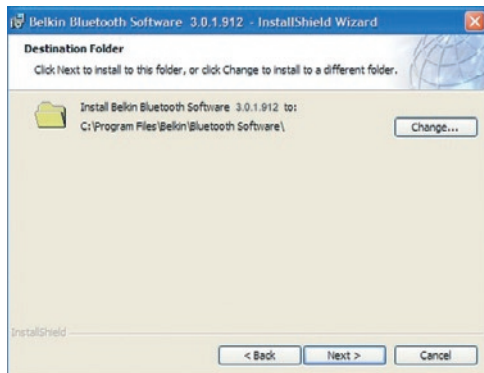 Belkin Bluetooth Software 3.0.1.912 - InstallShield Wizard
Destination Folder
Click Next to install to this folder, or click Change to install to a different folder.
Install Belkin Bluetooth Software 3.0.1.912 to:
C:\Program Files\Belkin\Bluetooth Software\
Change...
InstallShield
< Back
Next >
Cancel